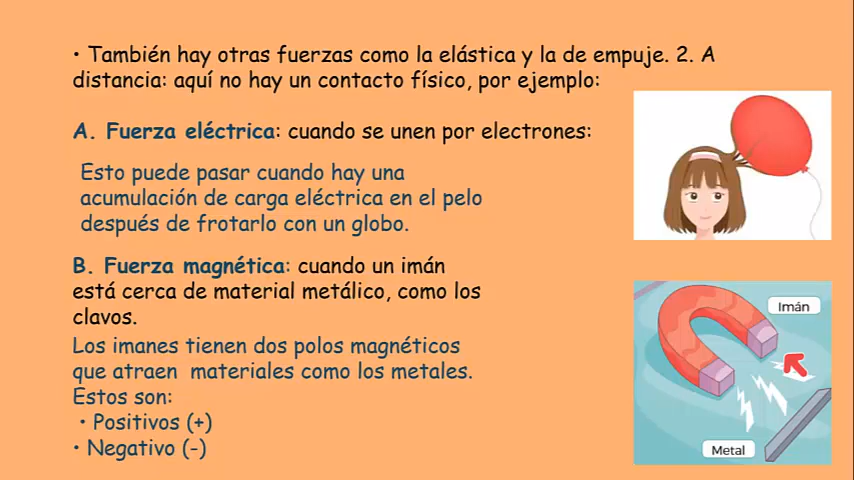 • También hay otras fuerzas como la elástica y la de empuje. 2. A
distancia: aquí no hay un contacto físico, por ejemplo:
A. Fuerza eléctrica: cuando se unen por electrones:
Esto puede pasar cuando hay una
acumulación de carga eléctrica en el pelo
después de frotarlo con un globo.
B. Fuerza magnética: cuando un imán
está cerca de material metálico, como los
clavos.
Los imanes tienen dos polos magnéticos
que atraen materiales como los metales.
Estos son:
• Positivos (+)
• Negativo (-)
Imán
Metal